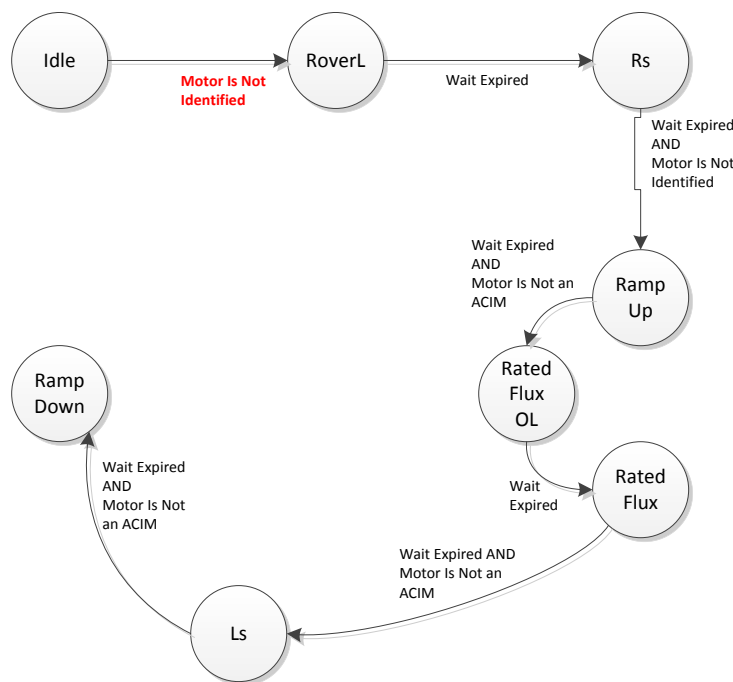 Idle
RoverL
Rs
Motor Is Not
Identified
Wait Expired
Wait Expired
AND
Motor Is Not
Identified
Wait Expired
AND
Motor Is Not an
ACIM
Ramp
Up
Rated
Flux
OL
Ramp
Down
Wait Expired
AND
Motor Is Not
an ACIM
Wait
Expired
Rated
Flux
Wait Expired AND
Motor Is Not an
ACIM
Ls